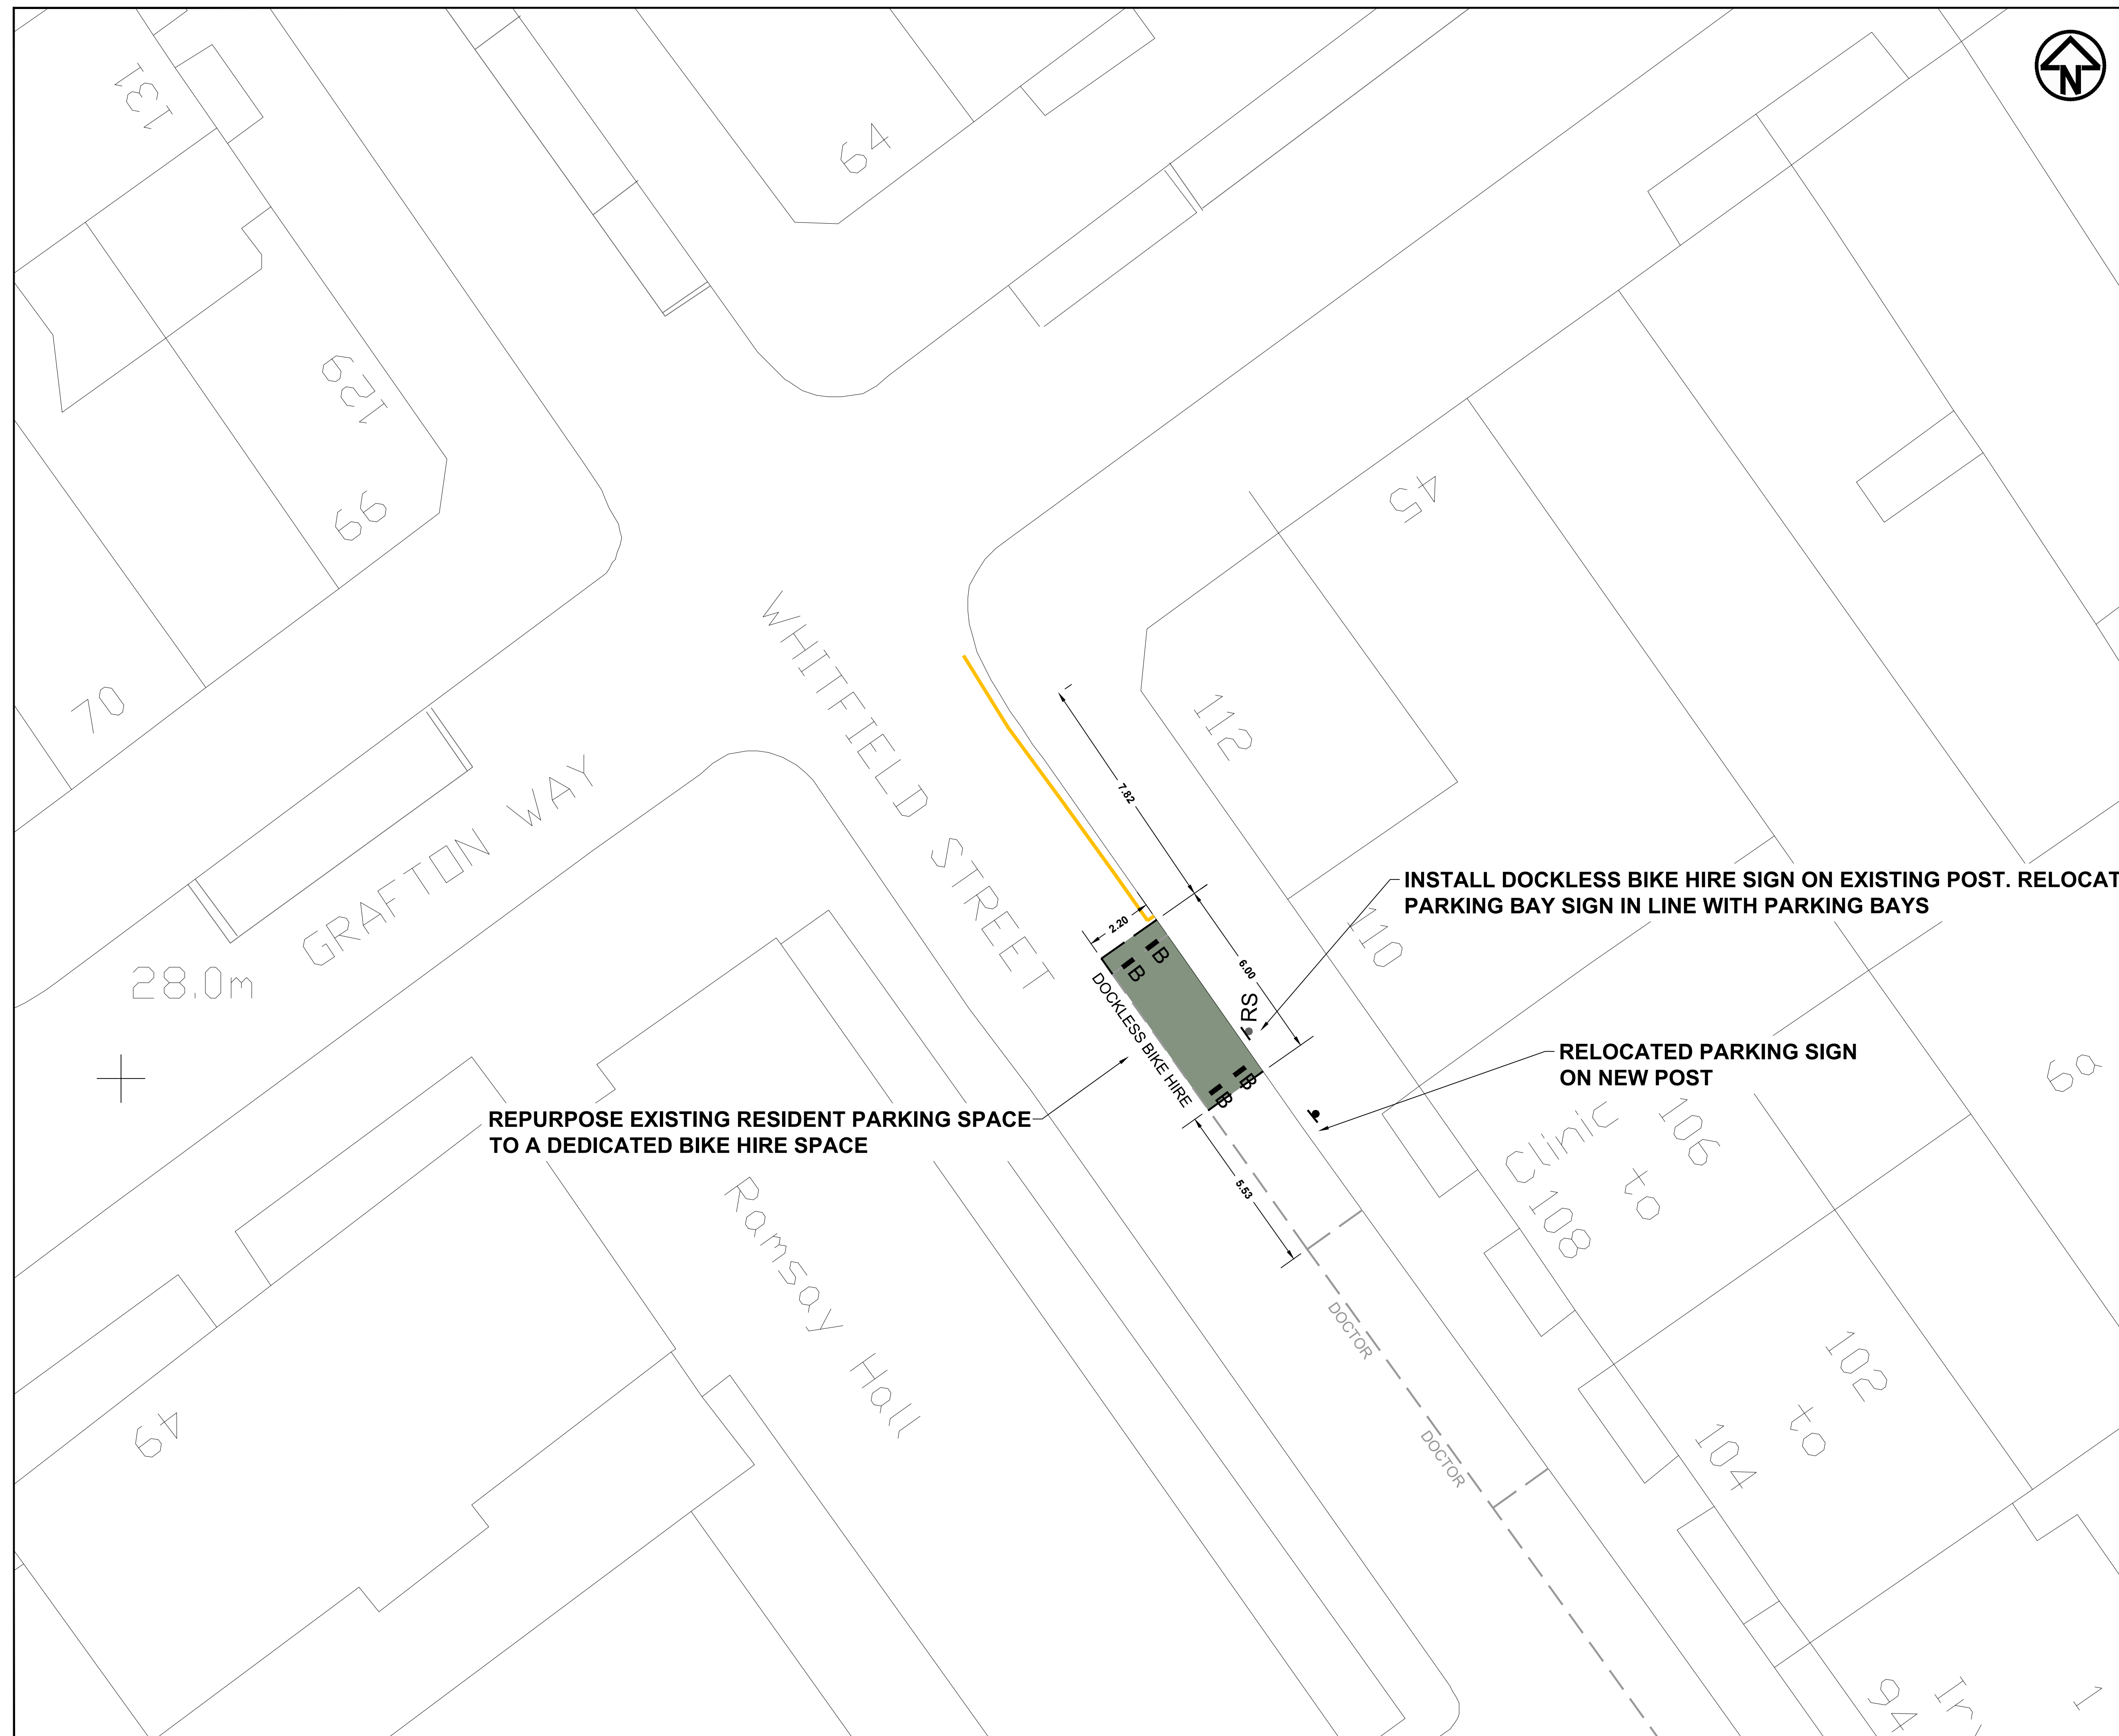 N
131
64
129
66
45
70
WHITFIELD STREET
112
7.82
GRAFTON WAY
INSTALL DOCKLESS BIKE HIRE SIGN ON EXISTING POST. RELOCAT
PARKING BAY SIGN IN LINE WITH PARKING BAYS
110
2.20
28.0m
B
B
6.00
DOCKLESS BIKE HIRE
RS
RELOCATED PARKING SIGN
ON NEW POST
B
B
REPURPOSE EXISTING RESIDENT PARKING SPACE
TO A DEDICATED BIKE HIRE SPACE
6a
Clinic
106
to
108
5.53
Ramsay Hall
DOCTOR
102
to
104
49
DOCTOR
94
1